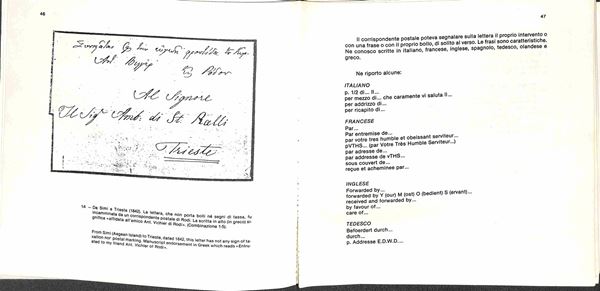 46
Al Signore
Il Sigr Amb. di St. Ralli
Trieste
14 — Da Simi a Trieste (1842). La lettera, che non porta bolli né segni di tassa, fu
incamminata da un corrispondente postale di Rodi. La scritta in alto (in greco) si-
gnifica «affidata all'amico Ant. Vichier di Rodi». (Combinazione 1-5).
From Simi (Aegean Island) to Trieste, dated 1842, this letter has not any sign of ta-
xation nor postal marking. Manuscript endorsement in Greek which reads «Entru-
sted to my friend Ant. Vichier of Rodi».
47
Il corrispondente postale poteva segnalare sulla lettera il proprio intervento o
con una frase o con il proprio bollo, di solito al verso. Le frasi sono caratteristiche.
Ne conosco scritte in italiano, francese, inglese, spagnolo, tedesco, olandese e
greco.
Ne riporto alcune:
ITALIANO
p. 1/2 di... Il...
per mezzo di... che caramente vi saluta il...
per addrizzo di...
per ricapito di...
FRANCESE
Par...
Par entremise de...
par votre tres humble et obeissant serviteur...
pVTHS... (par Votre Très Humble Serviteur...)
par adresse de...
par addresse de vTHS...
sous couvert de...
reçue et acheminee par...
INGLESE
Forwarded by...
forwarded by Y (our) M (ost) O (bedient) S (ervant)...
received and forwarded by...
by favour of...
care of...
TEDESCO
Befoerdert durch...
durch...
p. Addresse E.D.W.D....